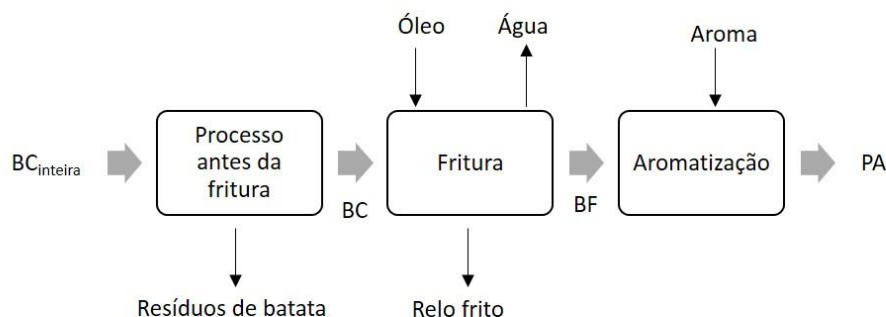 Óleo
Água
Aroma
BCinteira
Processo
antes da
fritura
BC
Fritura
BF
Aromatização
PA
Resíduos de batata
Relo frito